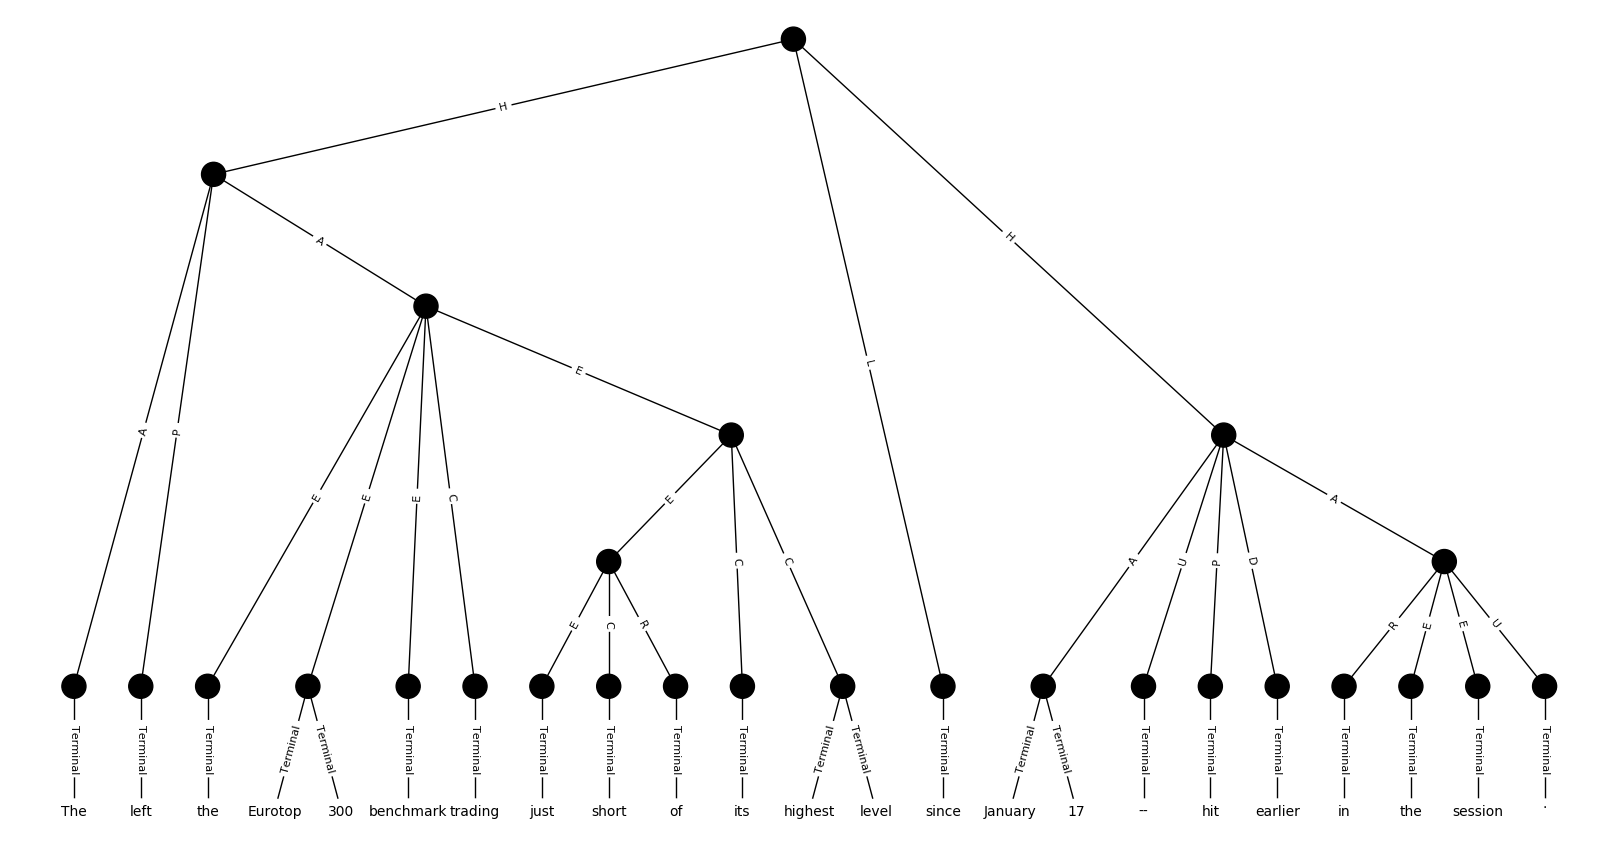 H
A
H
L
E
A
P
E
E
E
C
E
C
C
A
U
P
D
A
E
C
R
R
E
E
U
Terminal Terminal Terminal Terminal Terminal Terminal Terminal Terminal Terminal Terminal Terminal Terminal Terminal Terminal Terminal Terminal Terminal Terminal Terminal Terminal Terminal Terminal Terminal
The left the Eurotop 300 benchmark trading just short of its highest level since January 17 -- hit earlier in the session .